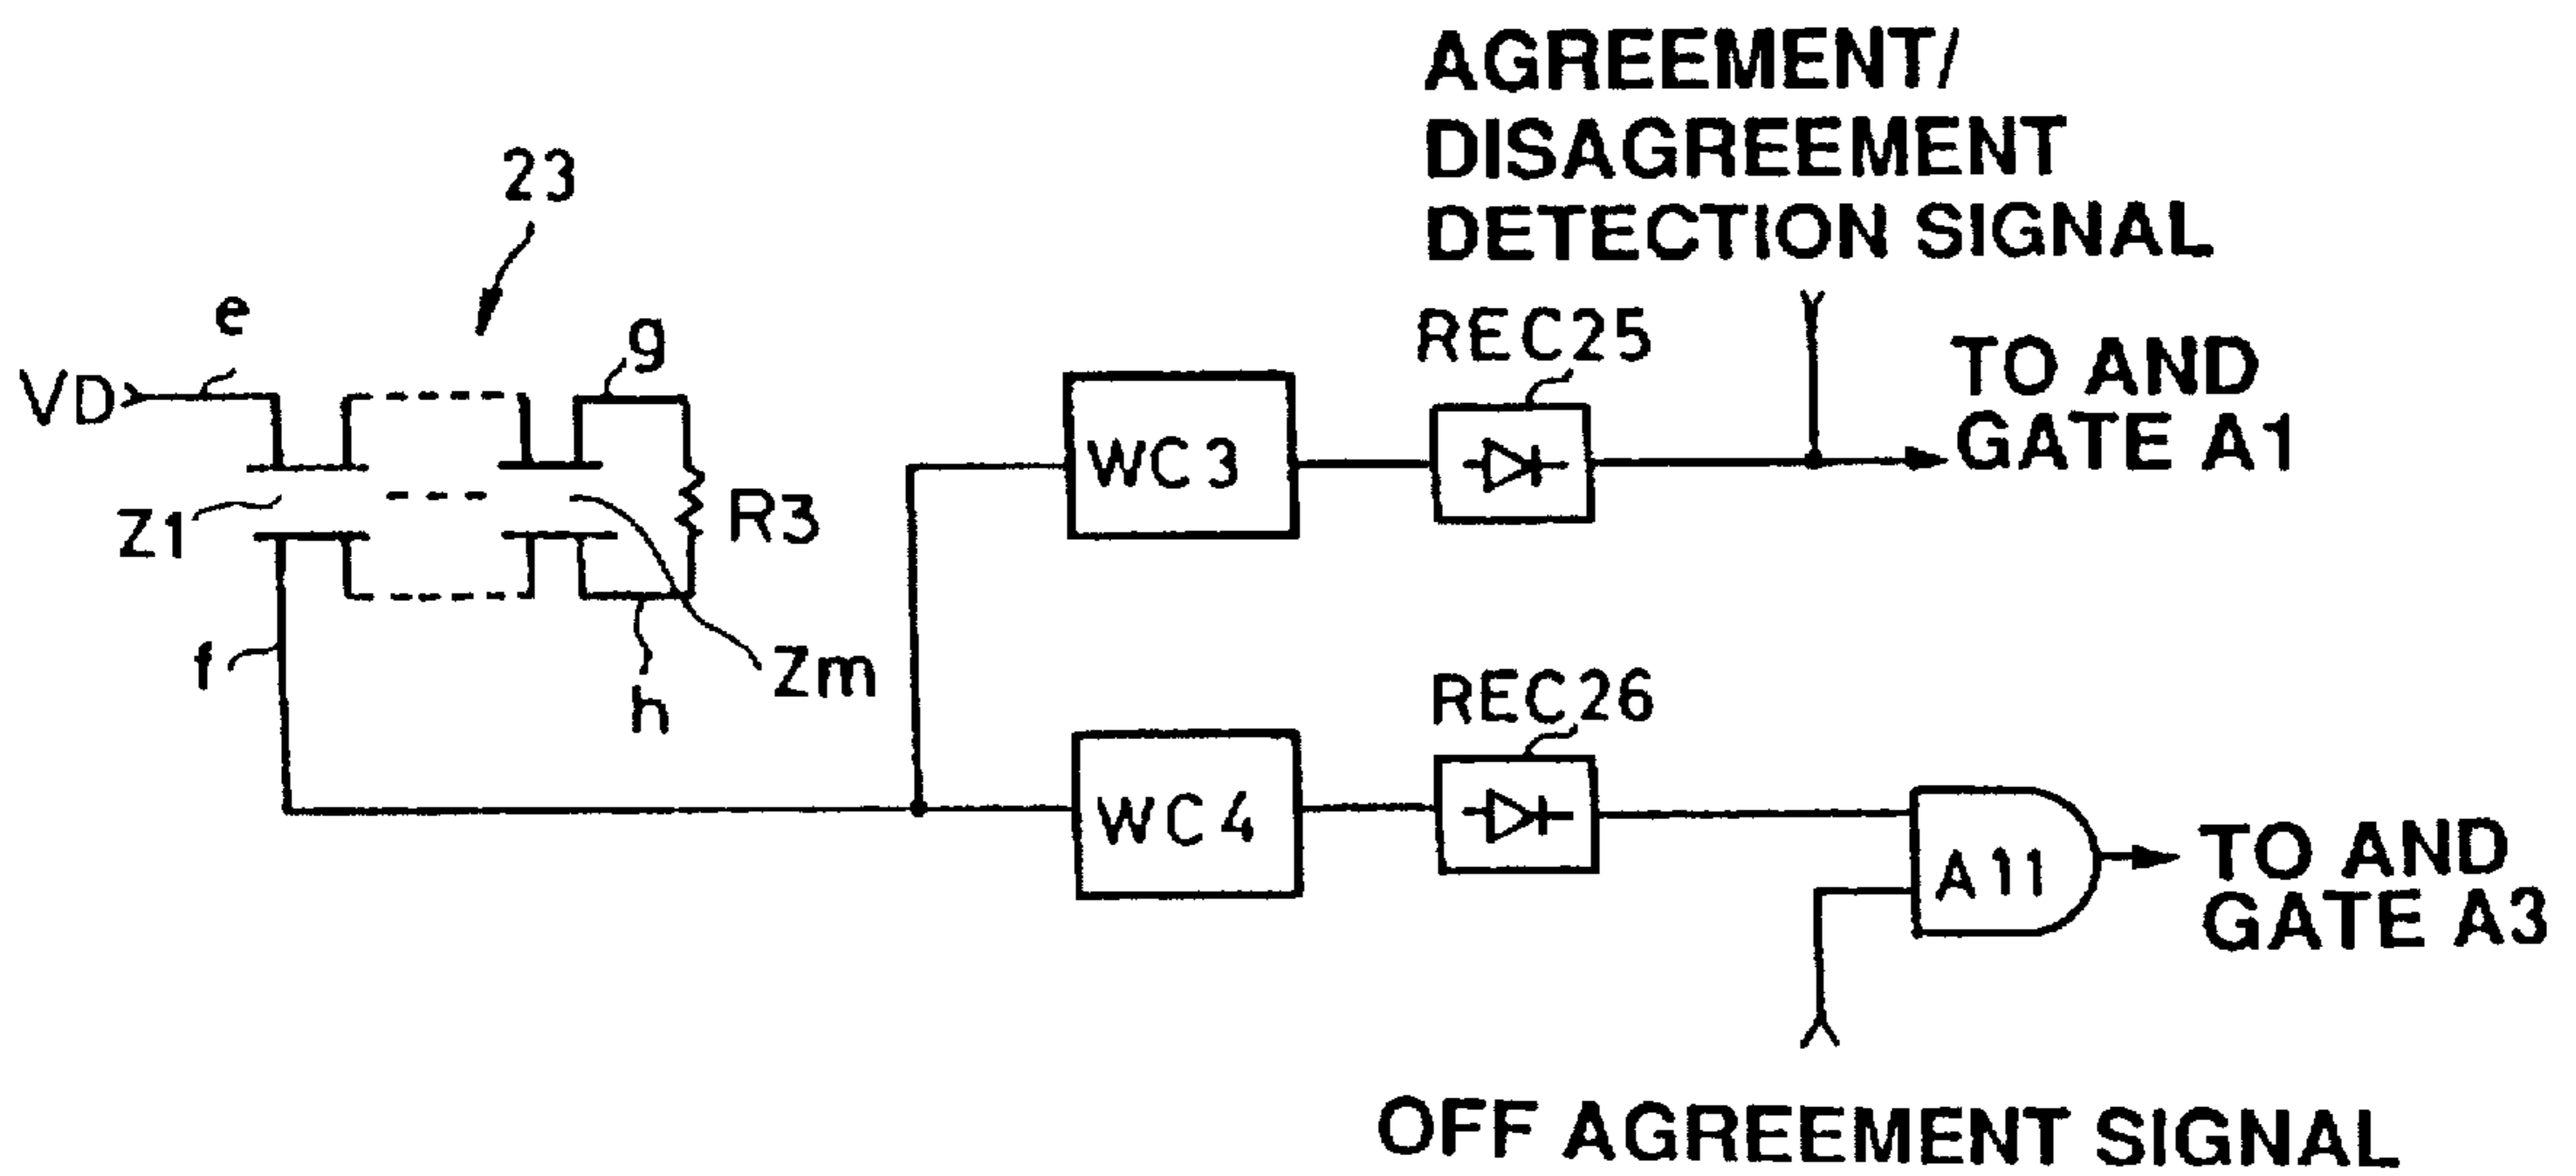 AGREEMENT/
DISAGREEMENT
DETECTION SIGNAL
23
e
g
REC25
VD
TO AND
GATE A1
WC3
Z1
R3
f
Zm
h
REC26
WC4
A11
TO AND
GATE A3
OFF AGREEMENT SIGNAL